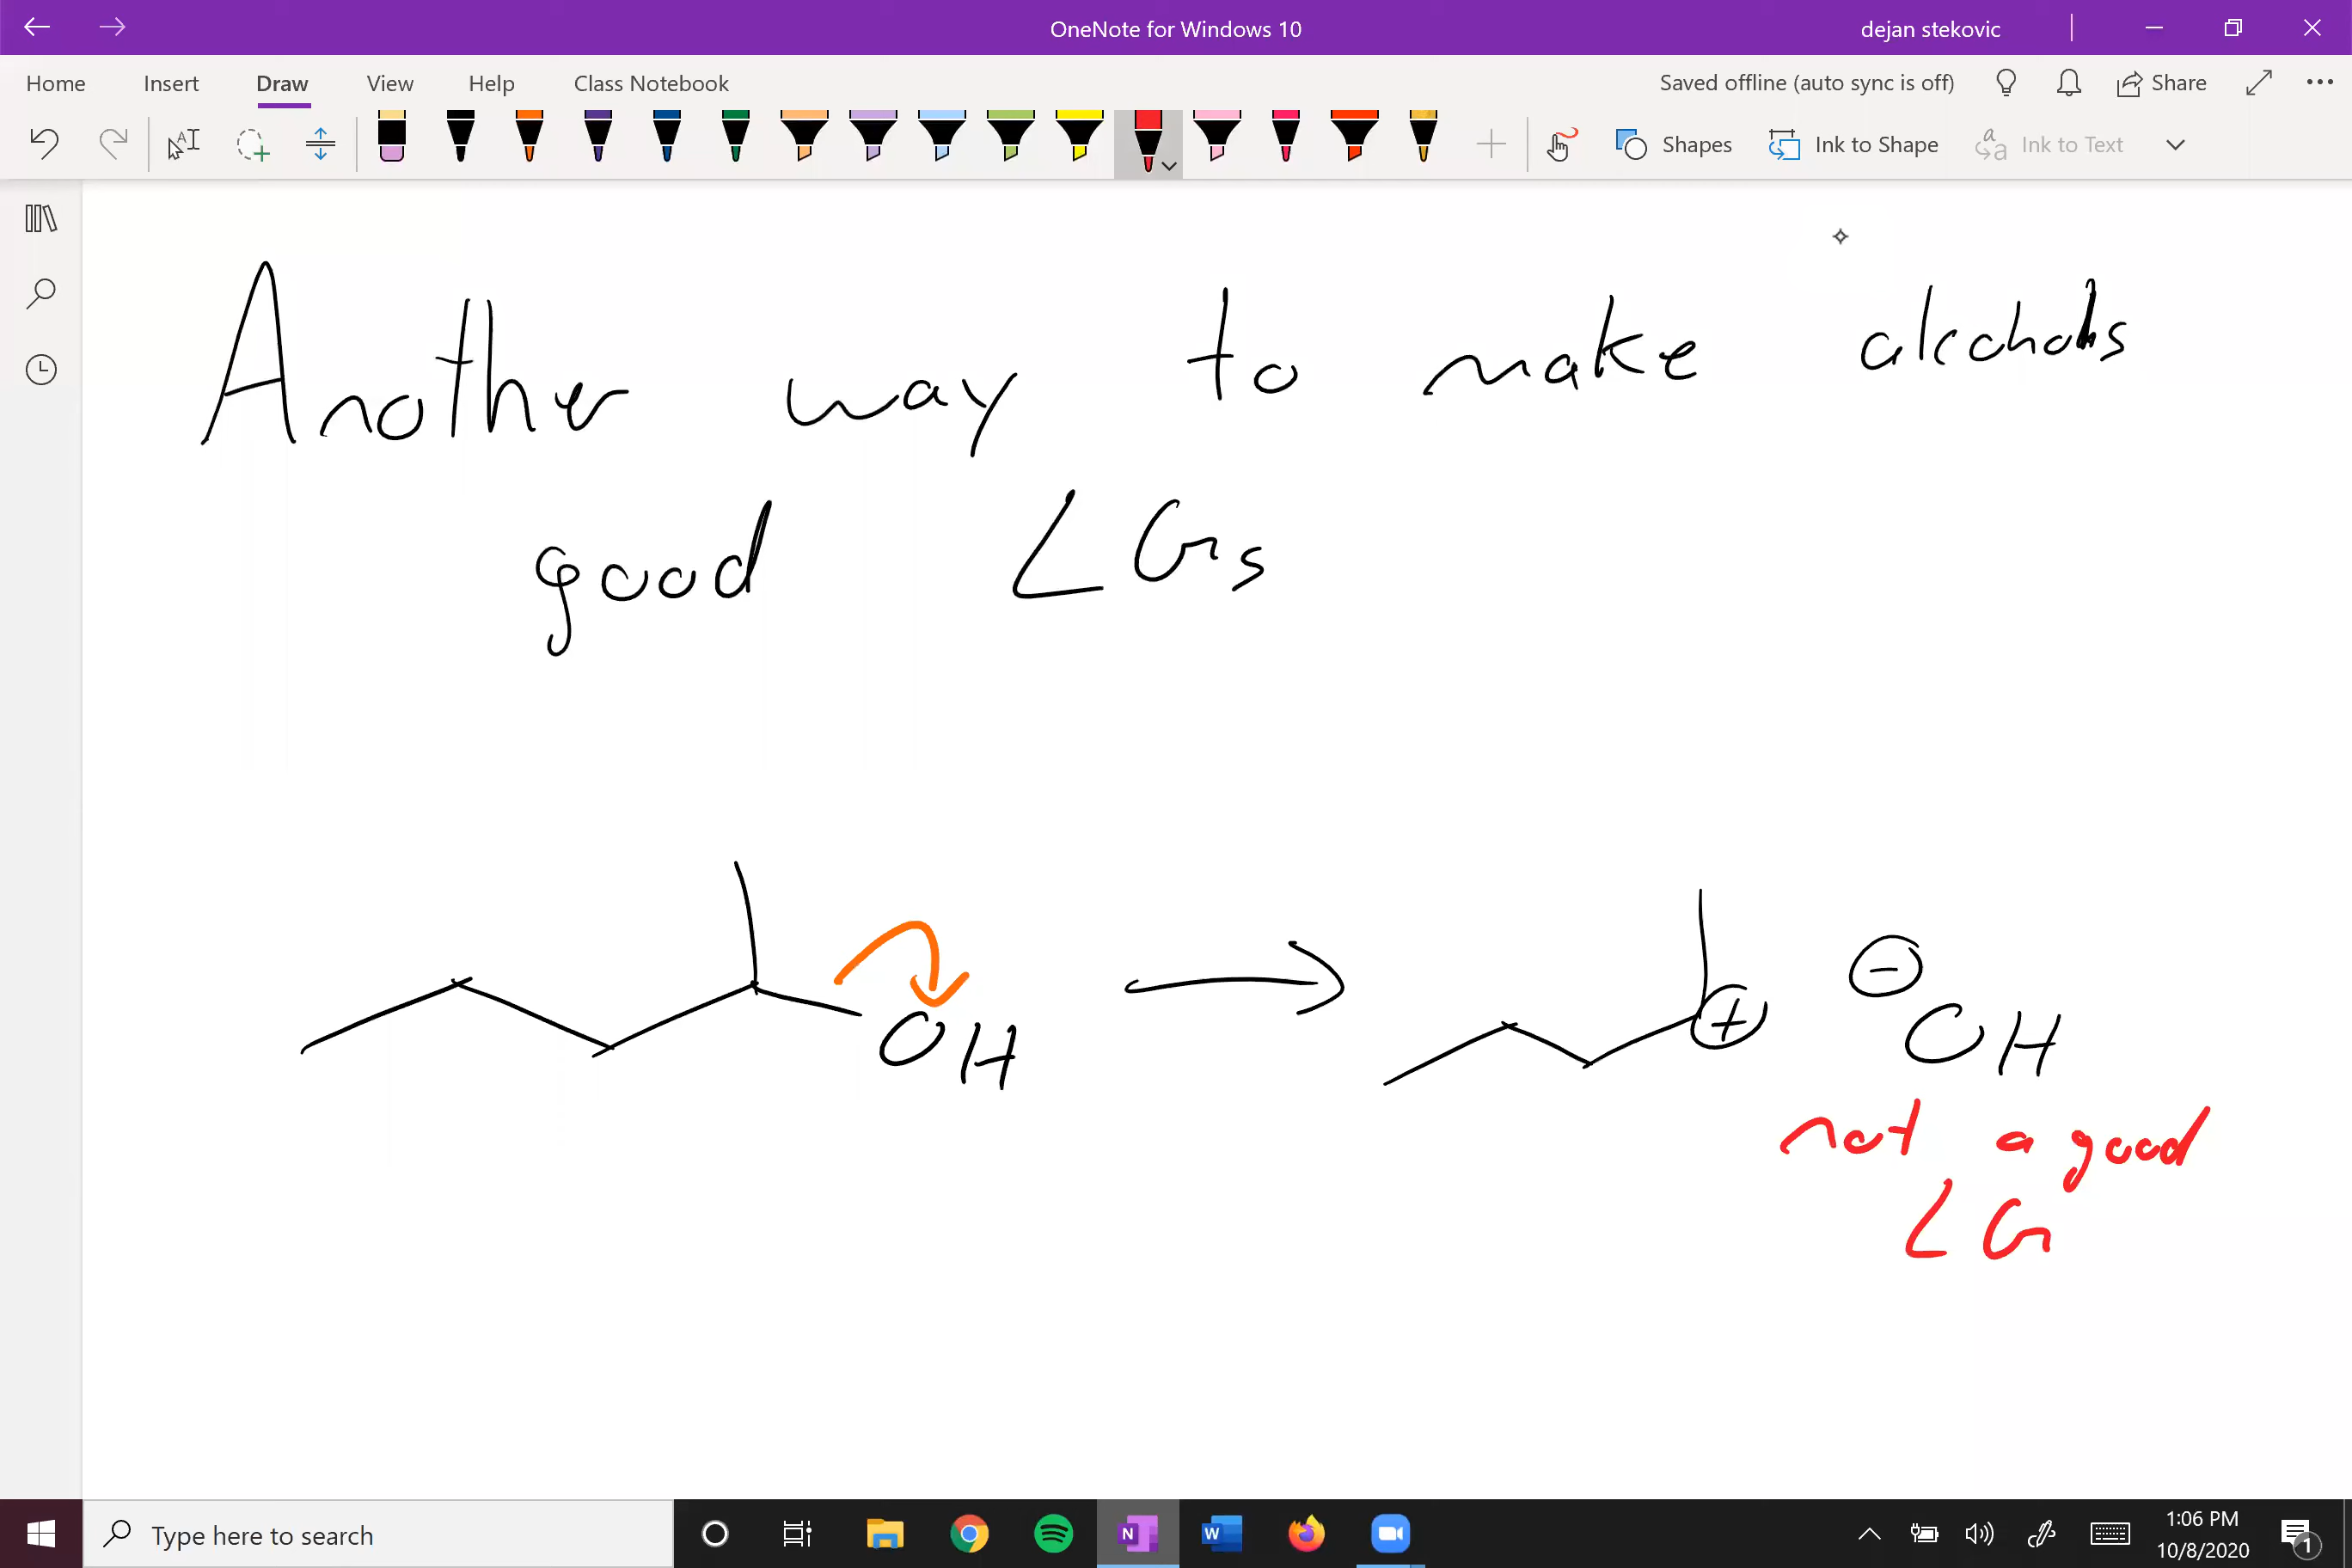 OneNote for Windows 10
dejan stekovic
Home Insert Draw View Help Class Notebook
Saved offline (auto sync is off) Share
Shapes Ink to Shape Ink to Text
Another way to make alcohols
good LGs
OH
+
− OH
not a good
LG
Type here to search
1:06 PM
10/8/2020
1